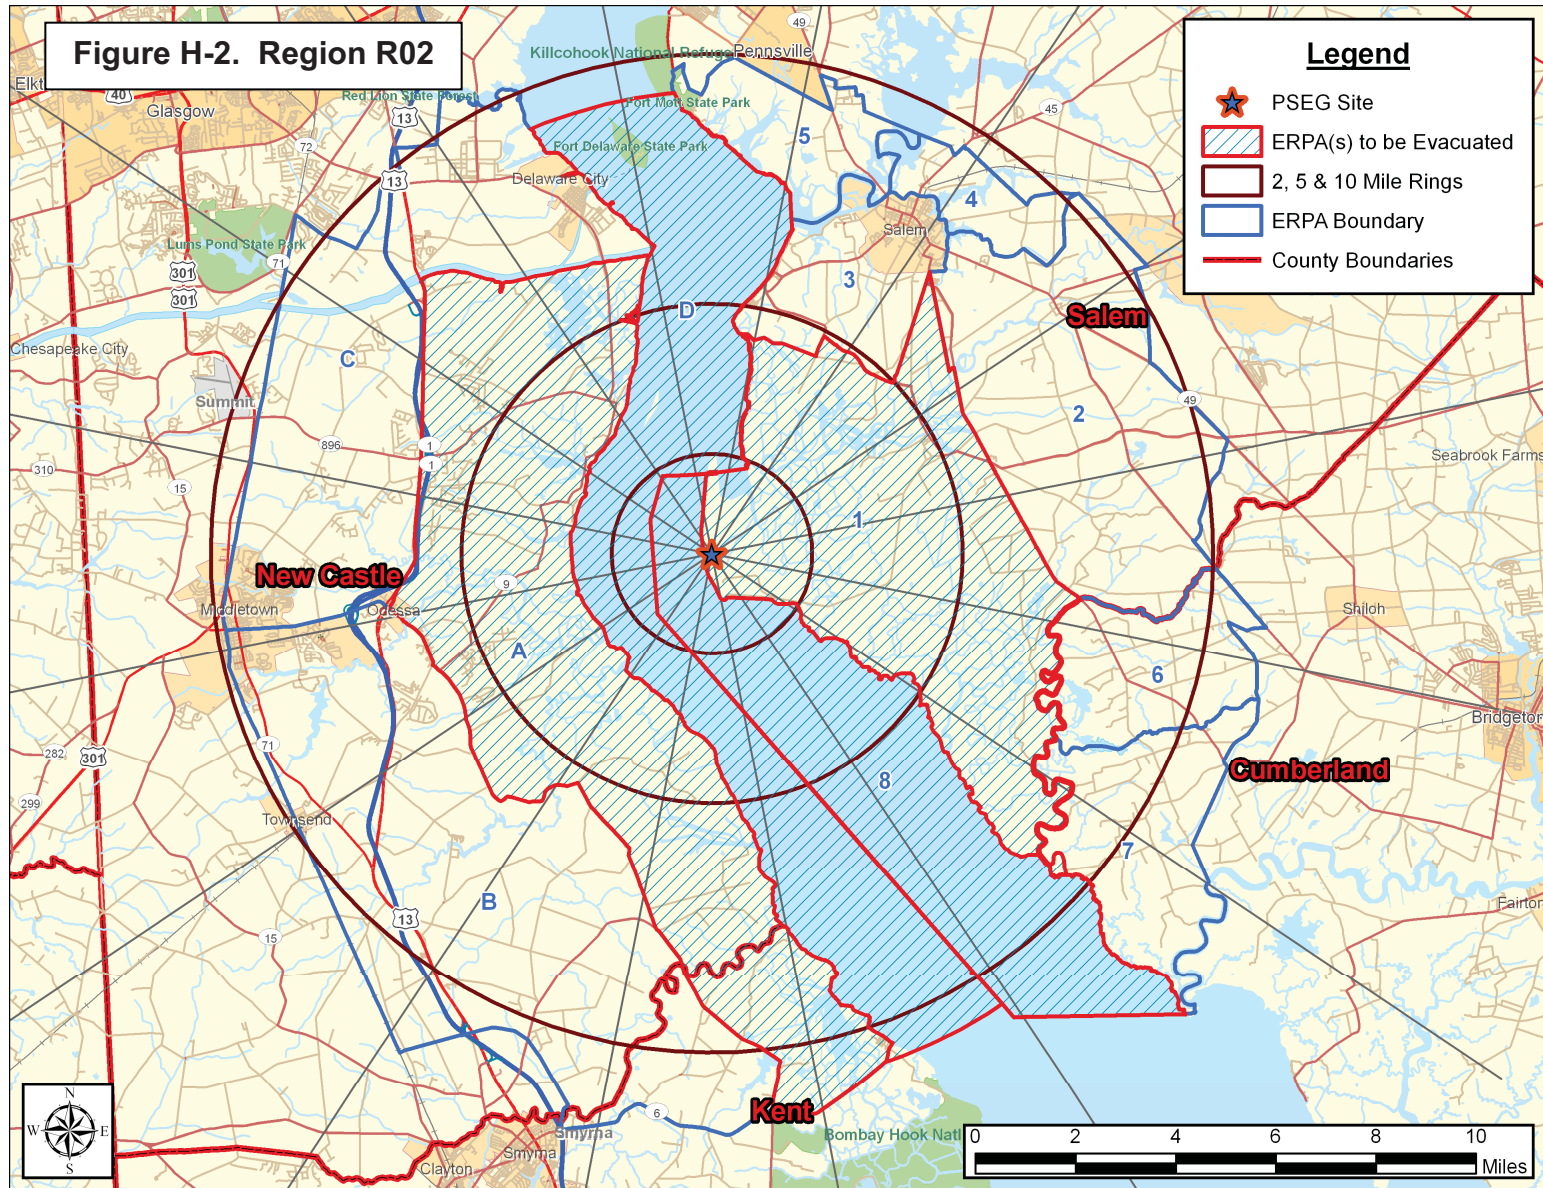 Figure H-2.  Region R02
Legend
PSEG Site
ERPA(s) to be Evacuated
2, 5 & 10 Mile Rings
ERPA Boundary
County Boundaries
Killcohook National Refuge
Pennsville
49
Elkt
40
Glasgow
Red Lion State Forest
13
Fort Mott State Park
45
5
72
Fort Delaware State Park
Delaware City
13
4
Salem
Lums Pond State Park
71
301
301
3
D
Salem
Chesapeake City
C
Summit
49
2
896
1
1
310
15
Seabrook Farms
1
New Castle
9
Middletown
Odessa
Shiloh
A
6
Bridgeton
71
282
301
Cumberland
8
299
Townsend
7
B
13
15
Fairton
N
W
E
S
Kent
6
Smyrna
Smyrna
Clayton
Bombay Hook Nati
0 2 4 6 8 10
Miles